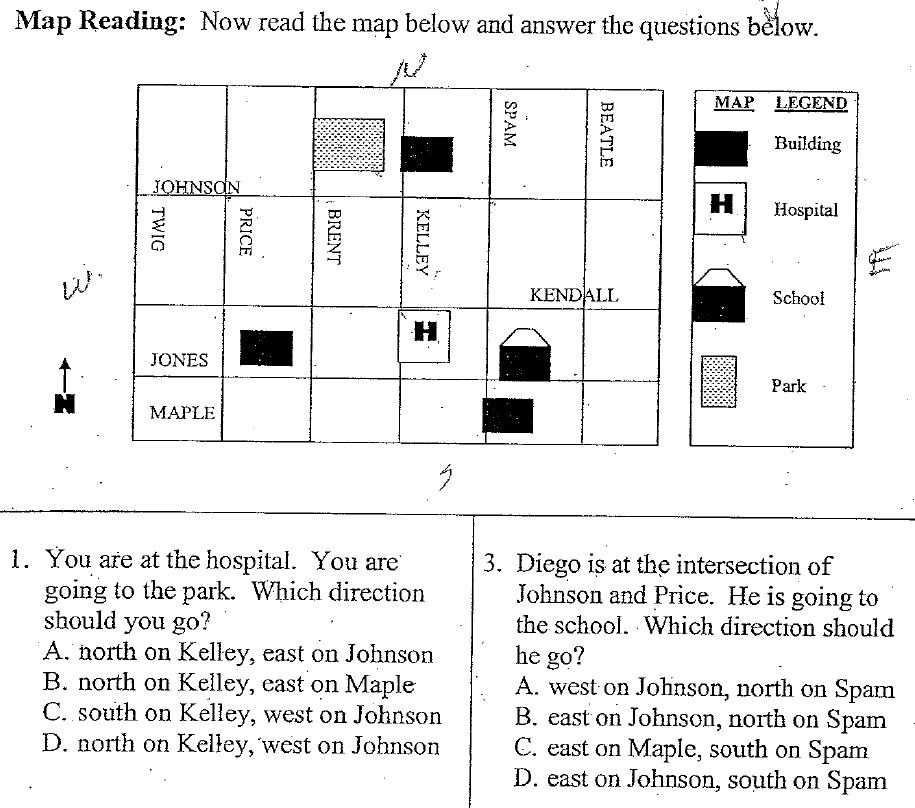 Map Reading: Now read the map below and answer the questions below.
N
MAP LEGEND
SPAM
BEATLE
Building
JOHNSON
H
Hospital
TWIG
PRICE
BRENT
KELLEY
E
W
KENDALL
School
H
JONES
Park
N
MAPLE
S
1. You are at the hospital. You are
going to the park. Which direction
should you go?
A. north on Kelley, east on Johnson
B. north on Kelley, east on Maple
C. south on Kelley, west on Johnson
D. north on Kelley, west on Johnson
3. Diego is at the intersection of
Johnson and Price. He is going to
the school. Which direction should
he go?
A. west on Johnson, north on Spam
B. east on Johnson, north on Spam
C. east on Maple, south on Spam
D. east on Johnson, south on Spam